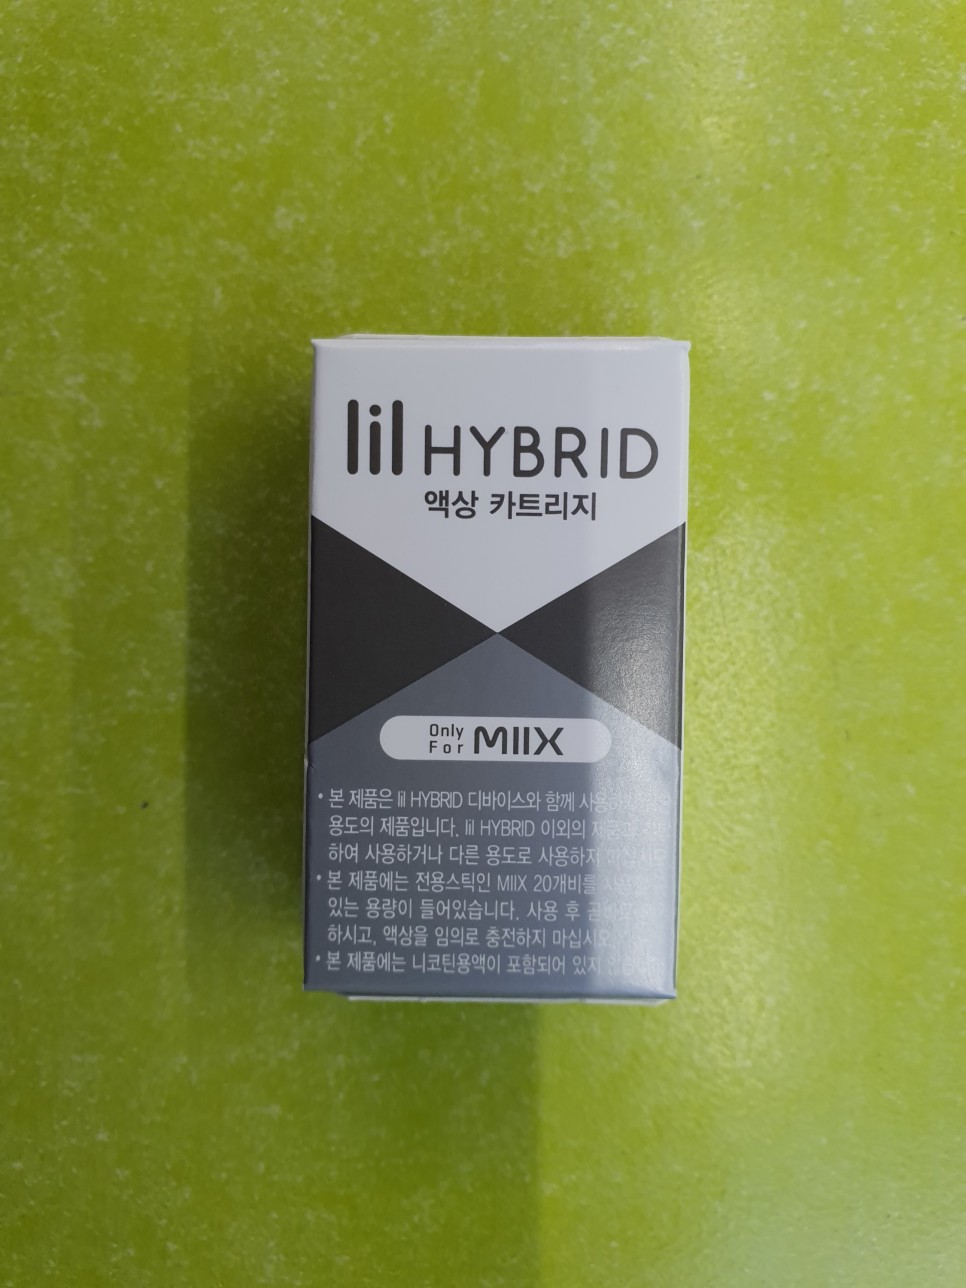 lil HYBRID
액상 카트리지
Only
For MIIX
• 본 제품은 lil HYBRID 디바이스와 함께
용도의 제품입니다. lil HYBRID 이외의
하여 사용하거나 다른 용도로 사용하지 마십시오
• 본 제품에는 전용스틱인 MIIX 20개비를
있는 용량이 들어있습니다. 사용 후
하시고, 액상을 임의로 충전하지 마십시오.
• 본 제품에는 니코틴용액이 포함되어 있지